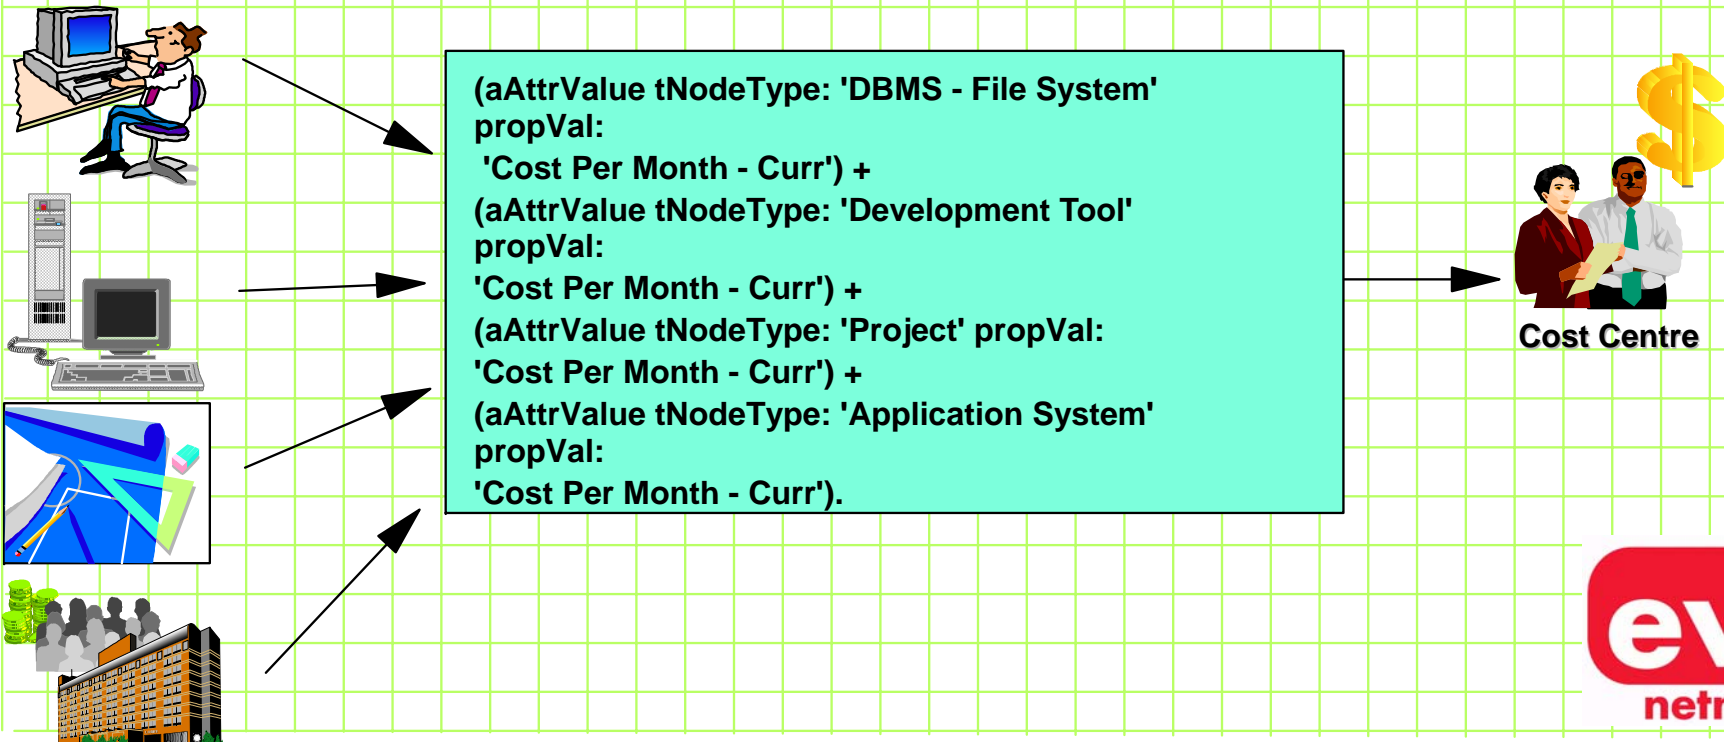 (aAttrValue tNodeType: 'DBMS - File System'
propVal:
'Cost Per Month - Curr') +
(aAttrValue tNodeType: 'Development Tool'
propVal:
'Cost Per Month - Curr') +
(aAttrValue tNodeType: 'Project' propVal:
'Cost Per Month - Curr') +
(aAttrValue tNodeType: 'Application System'
propVal:
'Cost Per Month - Curr').
Cost Centre